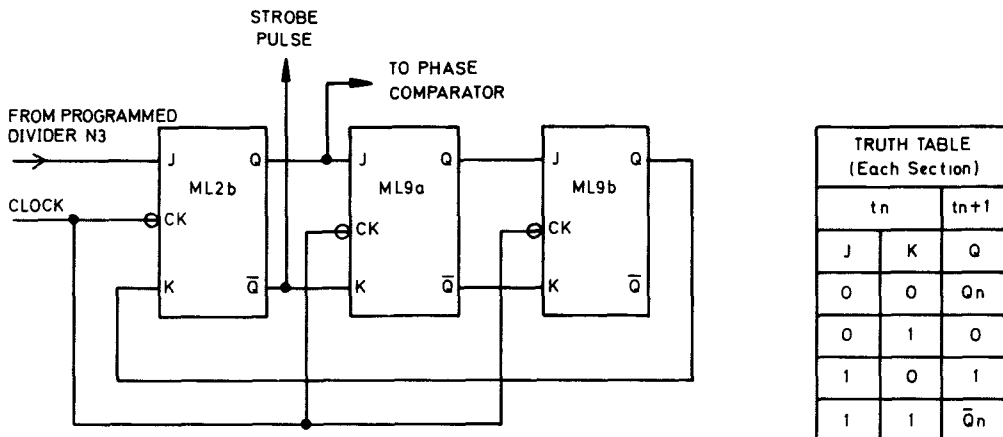 STROBE
PULSE
TO PHASE
COMPARATOR
FROM PROGRAMMED
DIVIDER N3
J Q J Q J Q
ML2b ML9a ML9b
CLOCK
CK CK CK
K Q̅ K Q̅ K Q̅
TRUTH TABLE
(Each Section)
tn tn+1
J K Q
0 0 Qn
0 1 0
1 0 1
1 1 Q̅n